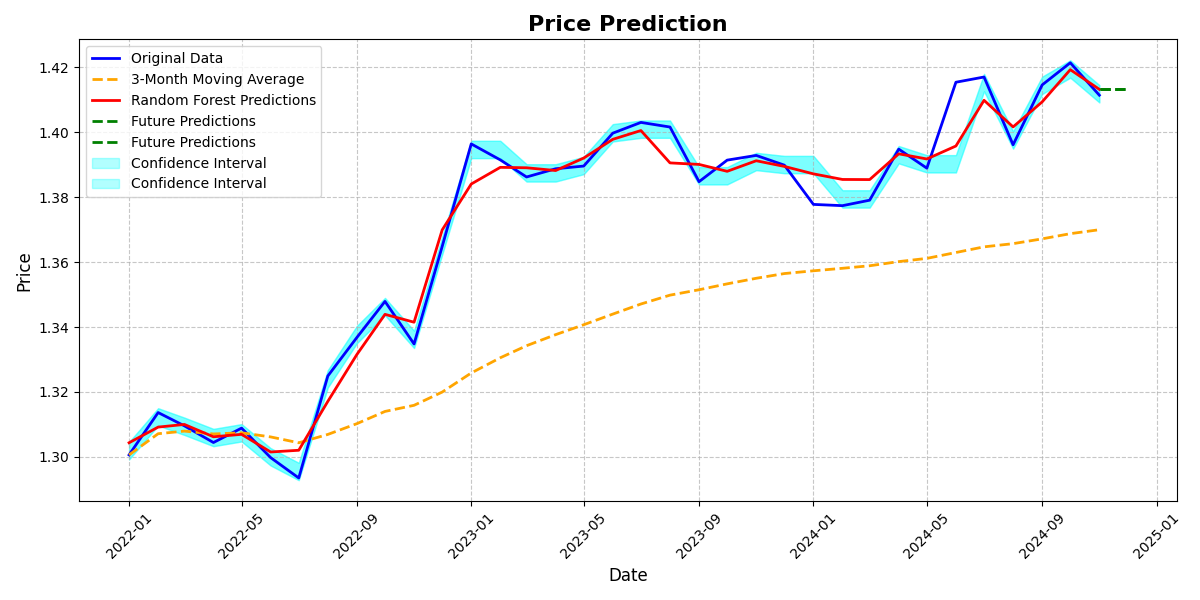 Price Prediction
Original Data
3-Month Moving Average
Random Forest Predictions
Future Predictions
Future Predictions
Confidence Interval
Confidence Interval
Price
1.42
1.40
1.38
1.36
1.34
1.32
1.30
2022-01
2022-05
2022-09
2023-01
2023-05
2023-09
2024-01
2024-05
2024-09
2025-01
Date